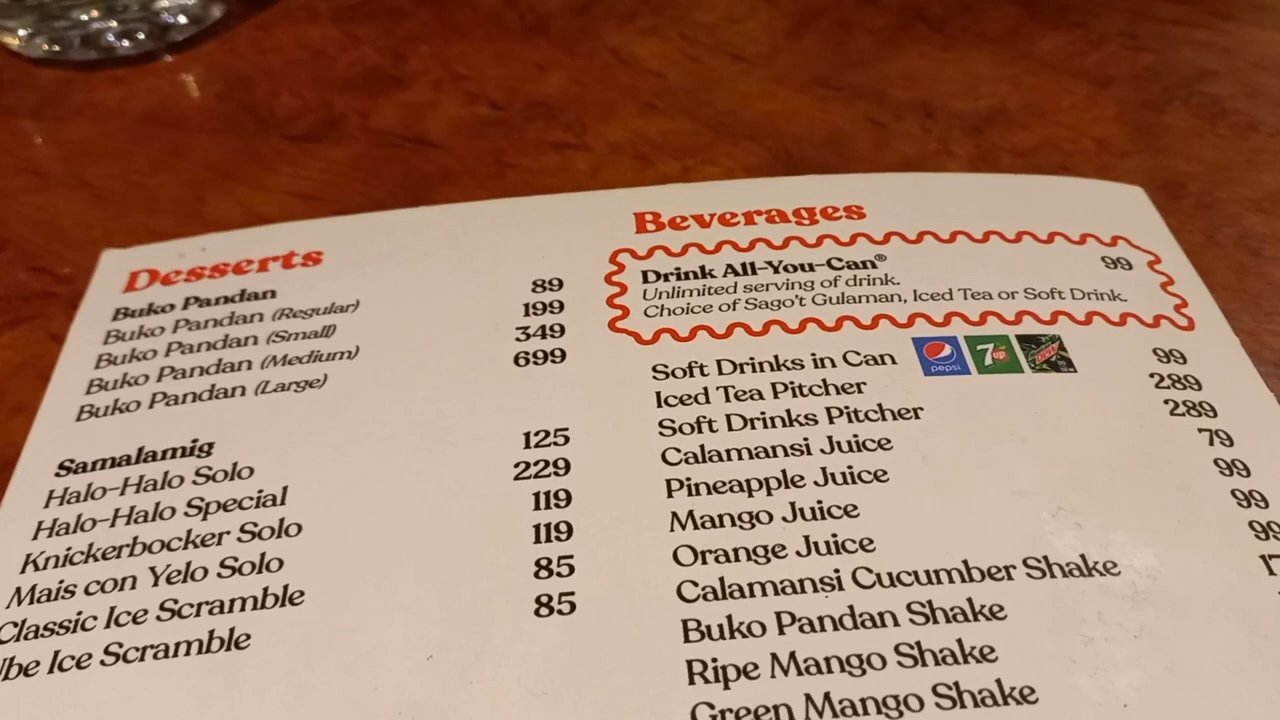 Desserts
Buko Pandan
Buko Pandan (Regular) 89
Buko Pandan (Small) 199
Buko Pandan (Medium) 349
Buko Pandan (Large) 699
Samalamig
Halo-Halo Solo 125
Halo-Halo Special 229
Knickerbocker Solo 119
Mais con Yelo Solo 119
Classic Ice Scramble 85
Ube Ice Scramble 85
Beverages
Drink All-You-Can® 99
Unlimited serving of drink.
Choice of Sago't Gulaman, Iced Tea or Soft Drink.
Soft Drinks in Can pepsi 7up 99
Iced Tea Pitcher 289
Soft Drinks Pitcher 289
Calamansi Juice 79
Pineapple Juice 99
Mango Juice 99
Orange Juice 99
Calamansi Cucumber Shake
Buko Pandan Shake
Ripe Mango Shake
Green Mango Shake